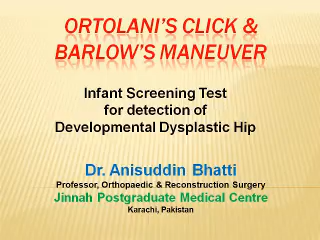 ORTOLANI'S CLICK &
BARLOW'S MANEUVER
Infant Screening Test
for detection of
Developmental Dysplastic Hip
Dr. Anisuddin Bhatti
Professor, Orthopaedic & Reconstruction Surgery
Jinnah Postgraduate Medical Centre
Karachi, Pakistan